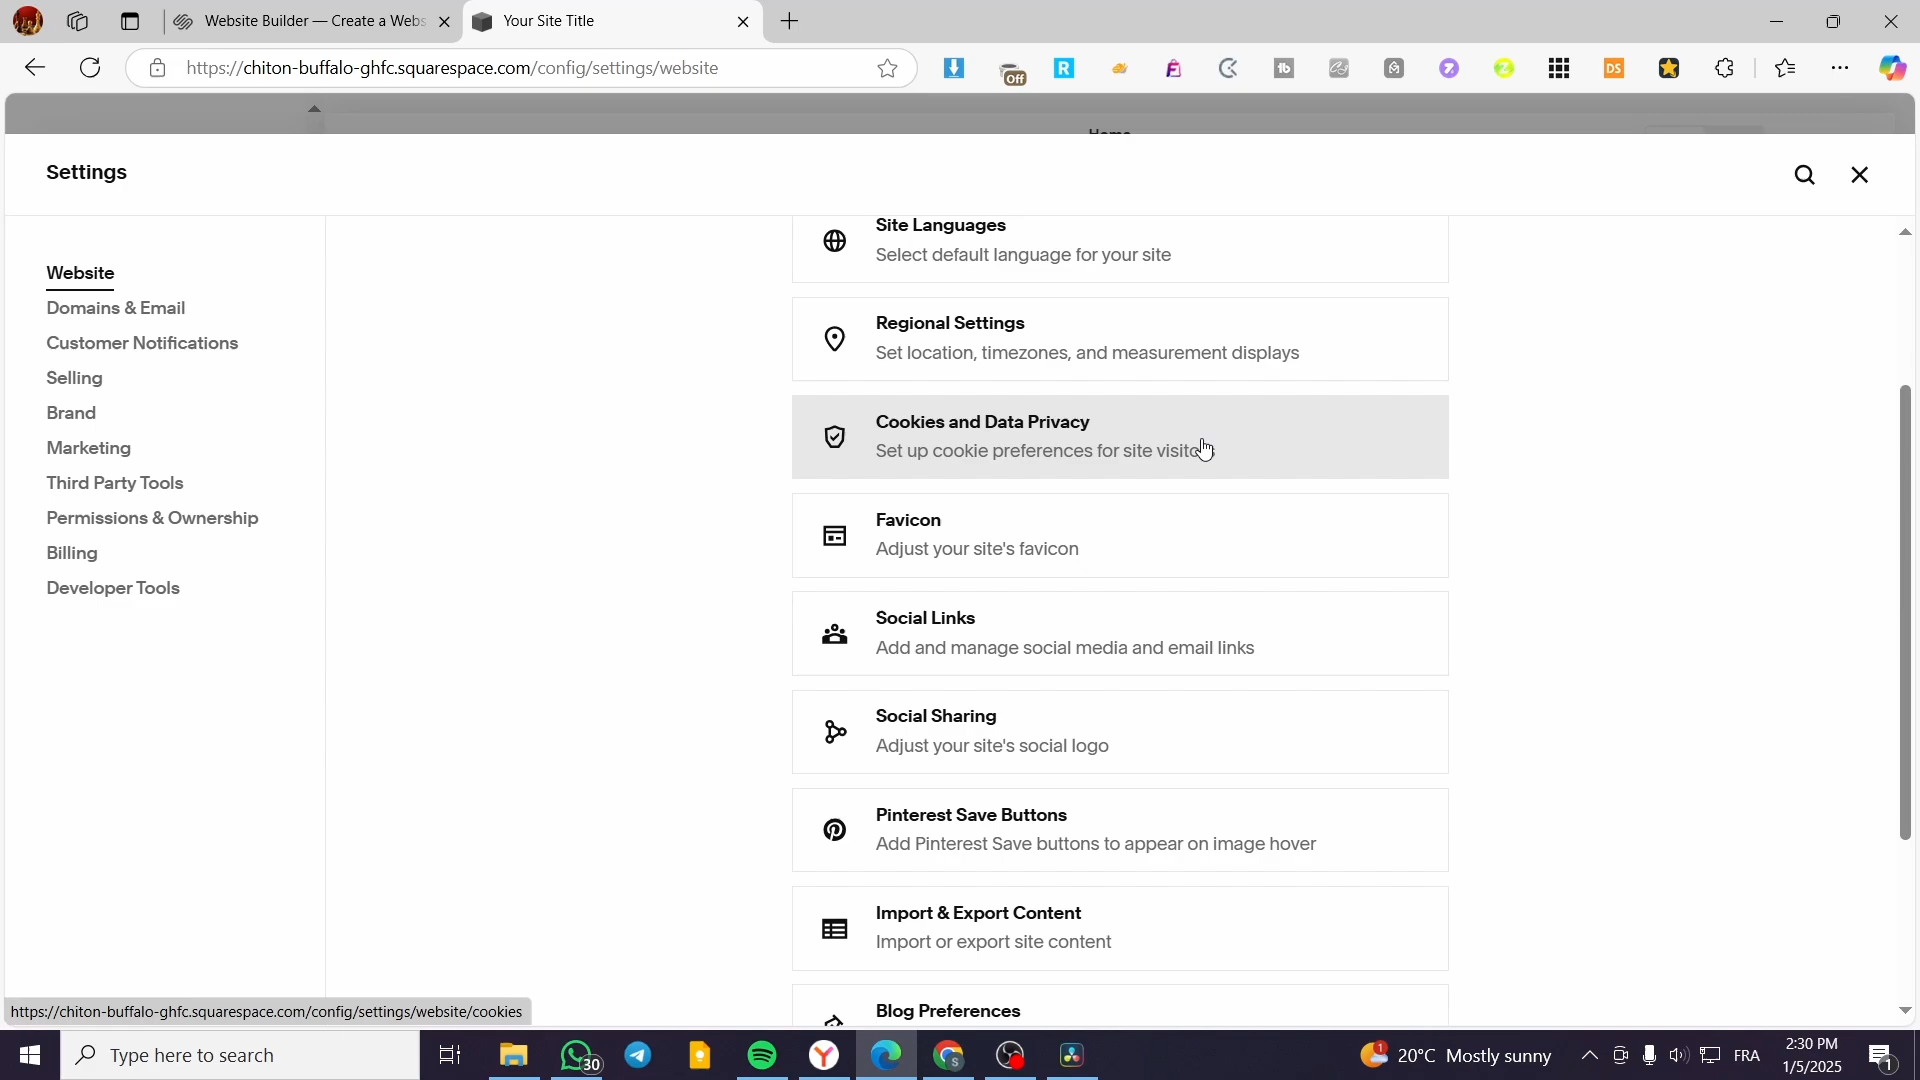 Website Builder — Create a Webs
Your Site Title
https://chiton-buffalo-ghfc.squarespace.com/config/settings/website
Off
R
tb
DS
Settings
Website
Domains & Email
Customer Notifications
Selling
Brand
Marketing
Third Party Tools
Permissions & Ownership
Billing
Developer Tools
Site Languages
Select default language for your site
Regional Settings
Set location, timezones, and measurement displays
Cookies and Data Privacy
Set up cookie preferences for site
Favicon
Adjust your site's favicon
Social Links
Add and manage social media and email links
Social Sharing
Adjust your site's social logo
Pinterest Save Buttons
Add Pinterest Save buttons to appear on image hover
Import & Export Content
Import or export site content
Blog Preferences
https://chiton-buffalo-ghfc.squarespace.com/config/settings/website/cookies
Type here to search
30
1
20°C Mostly sunny
FRA
2:30 PM
1/5/2025
1